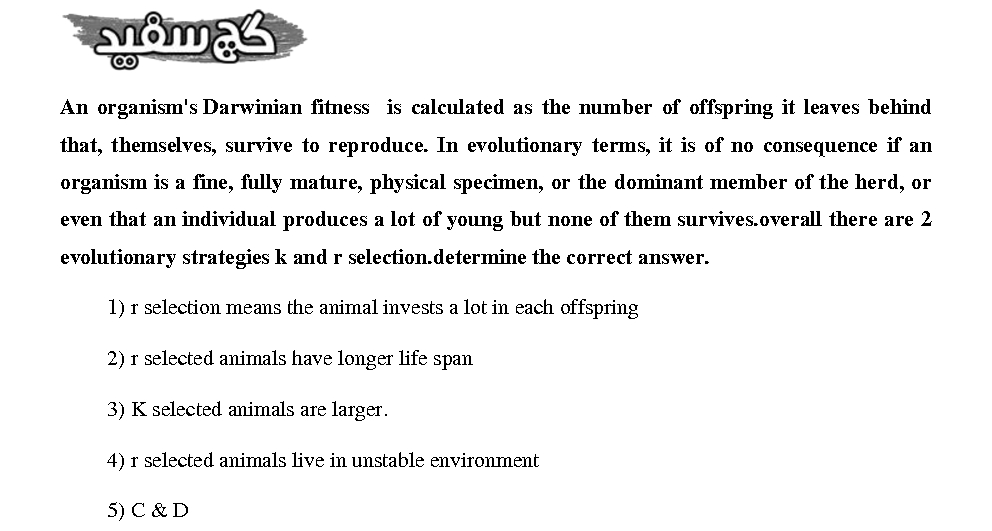 گچ سفید
An organism's Darwinian fitness is calculated as the number of offspring it leaves behind
that, themselves, survive to reproduce. In evolutionary terms, it is of no consequence if an
organism is a fine, fully mature, physical specimen, or the dominant member of the herd, or
even that an individual produces a lot of young but none of them survives.overall there are 2
evolutionary strategies k and r selection.determine the correct answer.
1) r selection means the animal invests a lot in each offspring
2) r selected animals have longer life span
3) K selected animals are larger.
4) r selected animals live in unstable environment
5) C & D